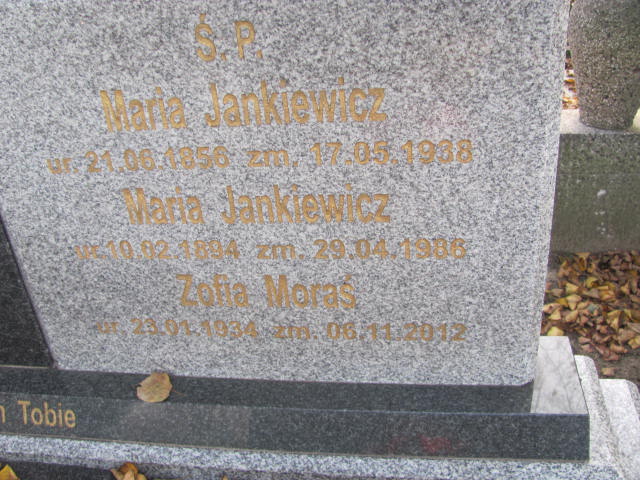 Ś. P.
Maria Jankiewicz
ur. 21.06.1856 zm. 17.05.1938
Maria Jankiewicz
ur. 10.02.1894 zm. 29.04.1986
Zofia Moraś
ur. 23.01.1934 zm. 06.11.2012
Tobie